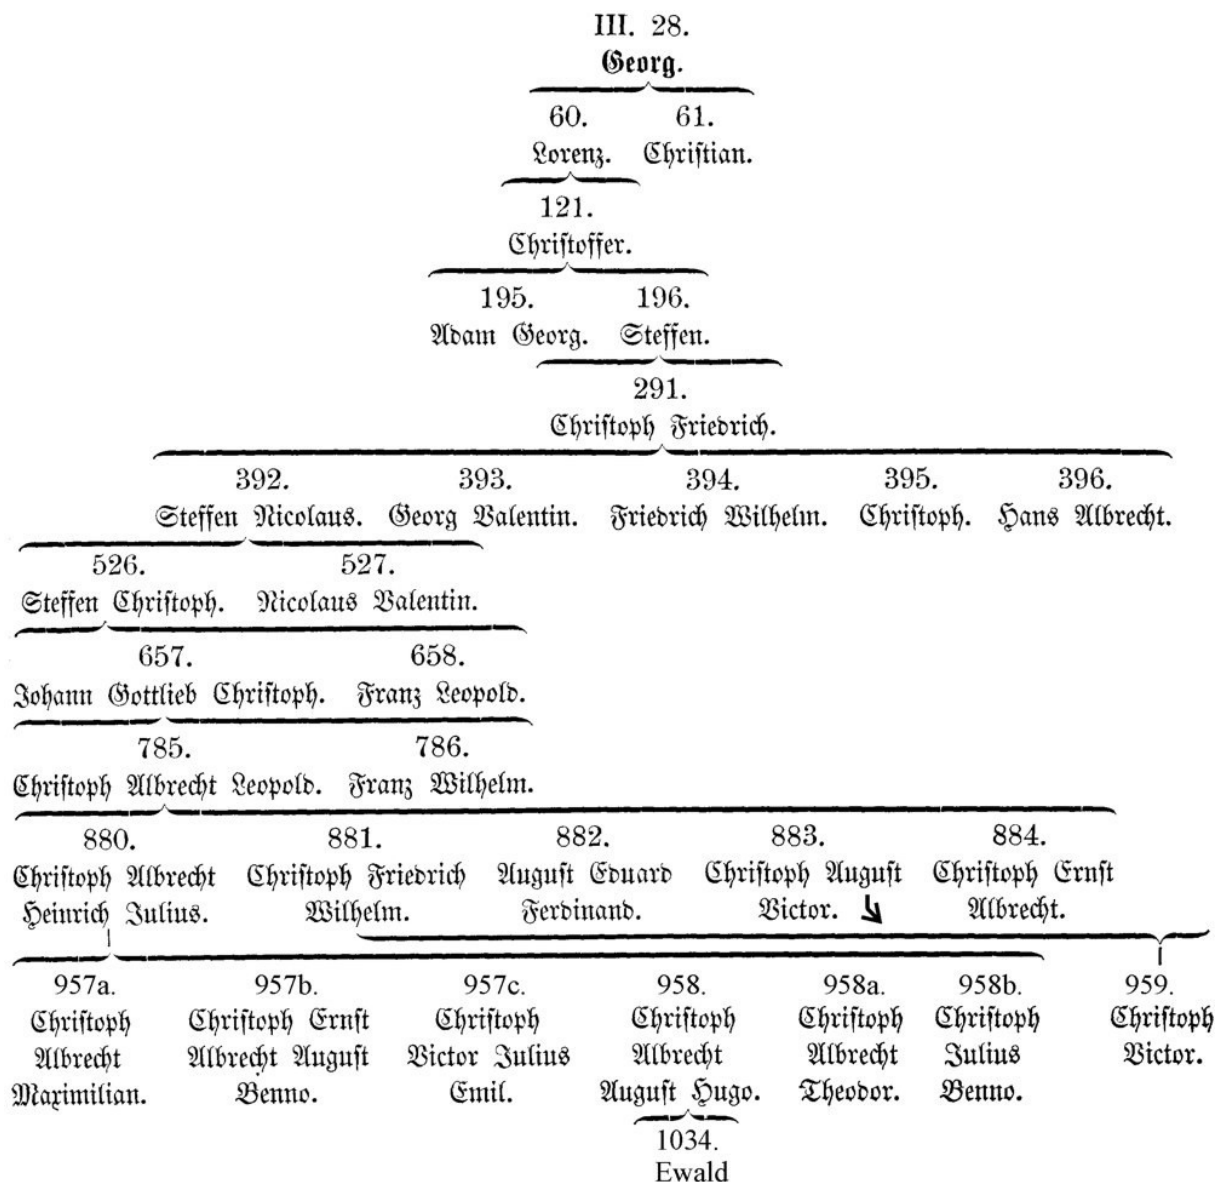 III. 28.
Georg.
60. 61.
Lorenz. Chriſtian.
121.
Chriſtoffer.
195. 196.
Adam Georg. Steffen.
291.
Chriſtoph Friedrich.
392. 393. 394. 395. 396.
Steffen Nicolaus. Georg Valentin. Friedrich Wilhelm. Chriſtoph. Hans Albrecht.
526. 527.
Steffen Chriſtoph. Nicolaus Valentin.
657. 658.
Johann Gottlieb Chriſtoph. Franz Leopold.
785. 786.
Chriſtoph Albrecht Leopold. Franz Wilhelm.
880. 881. 882. 883. 884.
Chriſtoph Albrecht Chriſtoph Friedrich Auguſt Eduard Chriſtoph Auguſt Chriſtoph Ernſt
Heinrich Julius. Wilhelm. Ferdinand. Victor. Albrecht.
957a. 957b. 957c. 958. 958a. 958b. 959.
Chriſtoph Chriſtoph Ernſt Chriſtoph Chriſtoph Chriſtoph Chriſtoph Chriſtoph
Albrecht Albrecht Auguſt Victor Julius Albrecht Albrecht Julius Victor.
Maximilian. Benno. Emil. Auguſt Hugo. Theodor. Benno.
1034.
Ewald